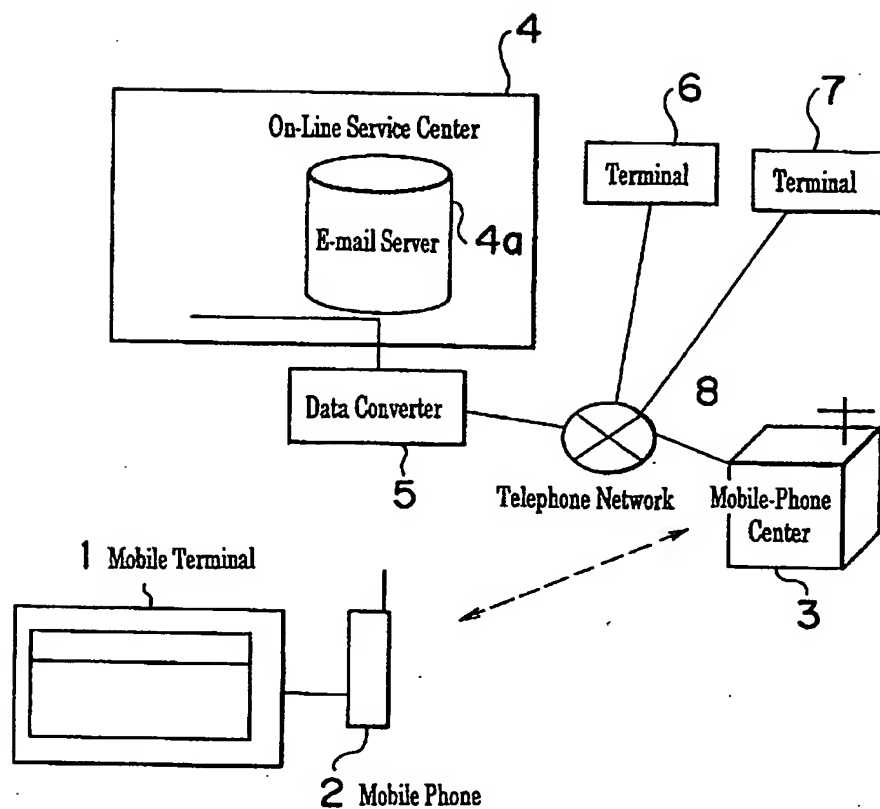 4
On-Line Service Center
E-mail Server
4a
6
Terminal
7
Terminal
Data Converter
5
8
Telephone Network
Mobile-Phone
Center
3
1 Mobile Terminal
2 Mobile Phone